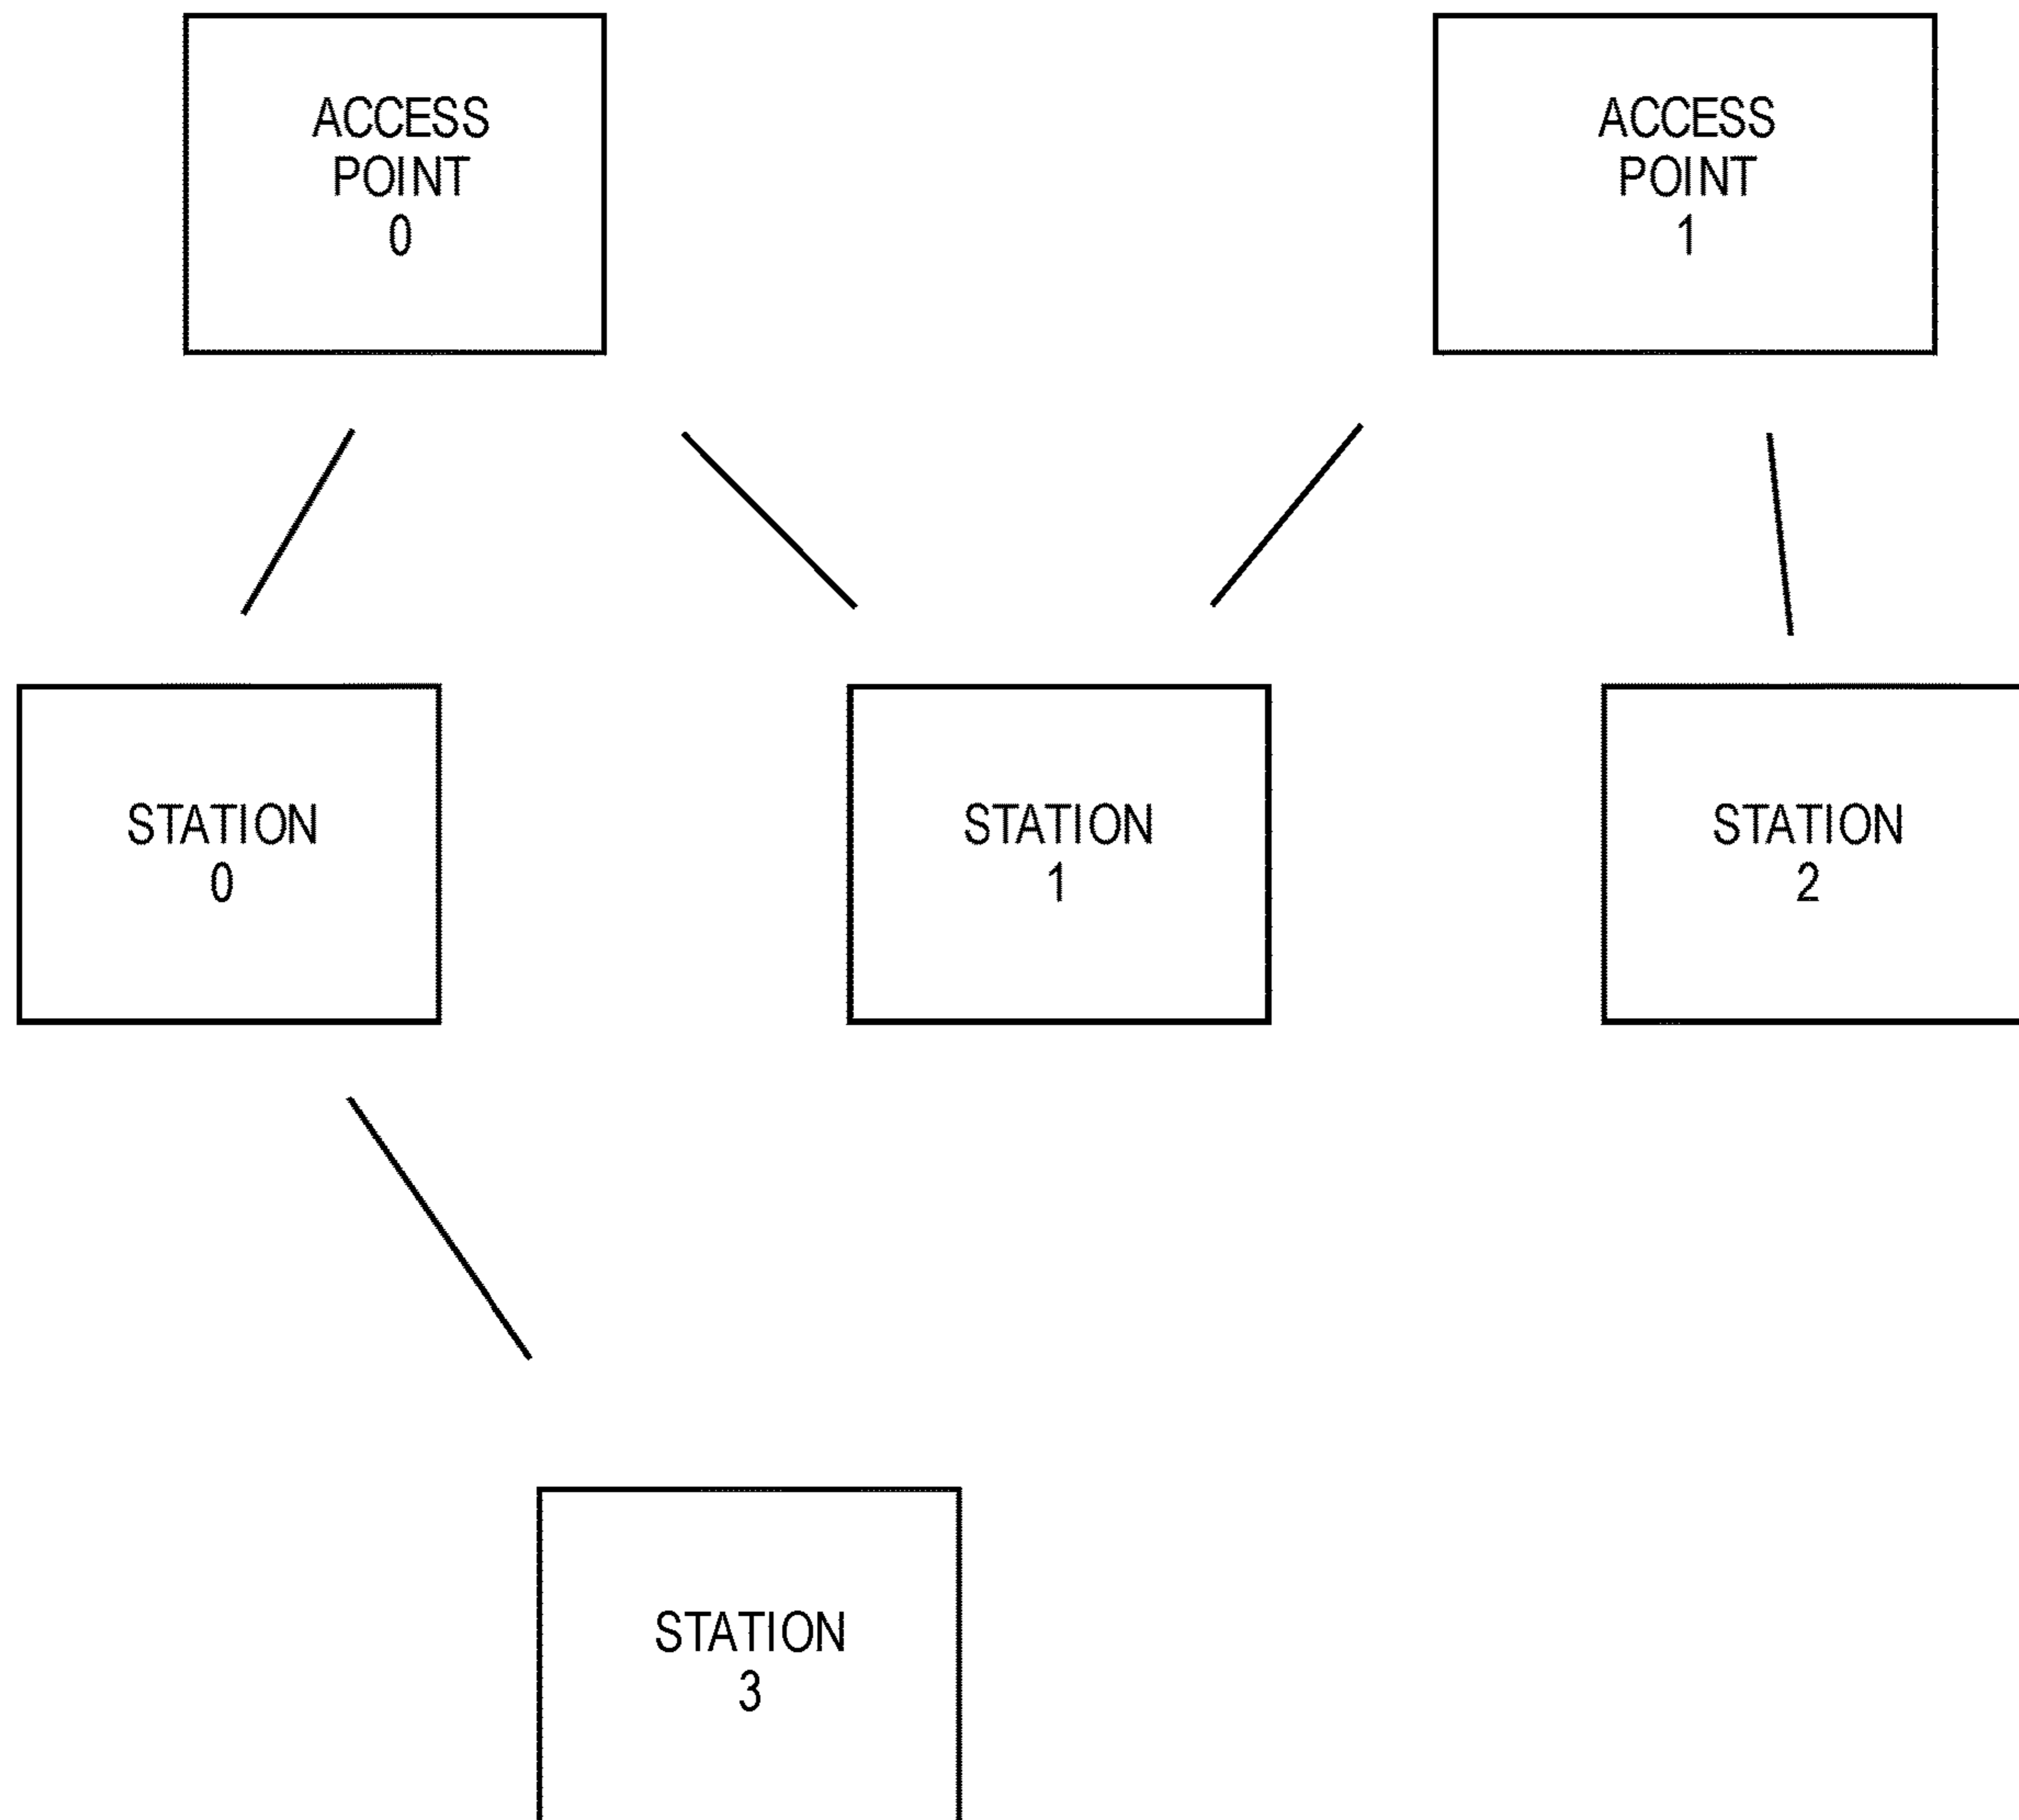 ACCESS
POINT
0
ACCESS
POINT
1
STATION
0
STATION
1
STATION
2
STATION
3